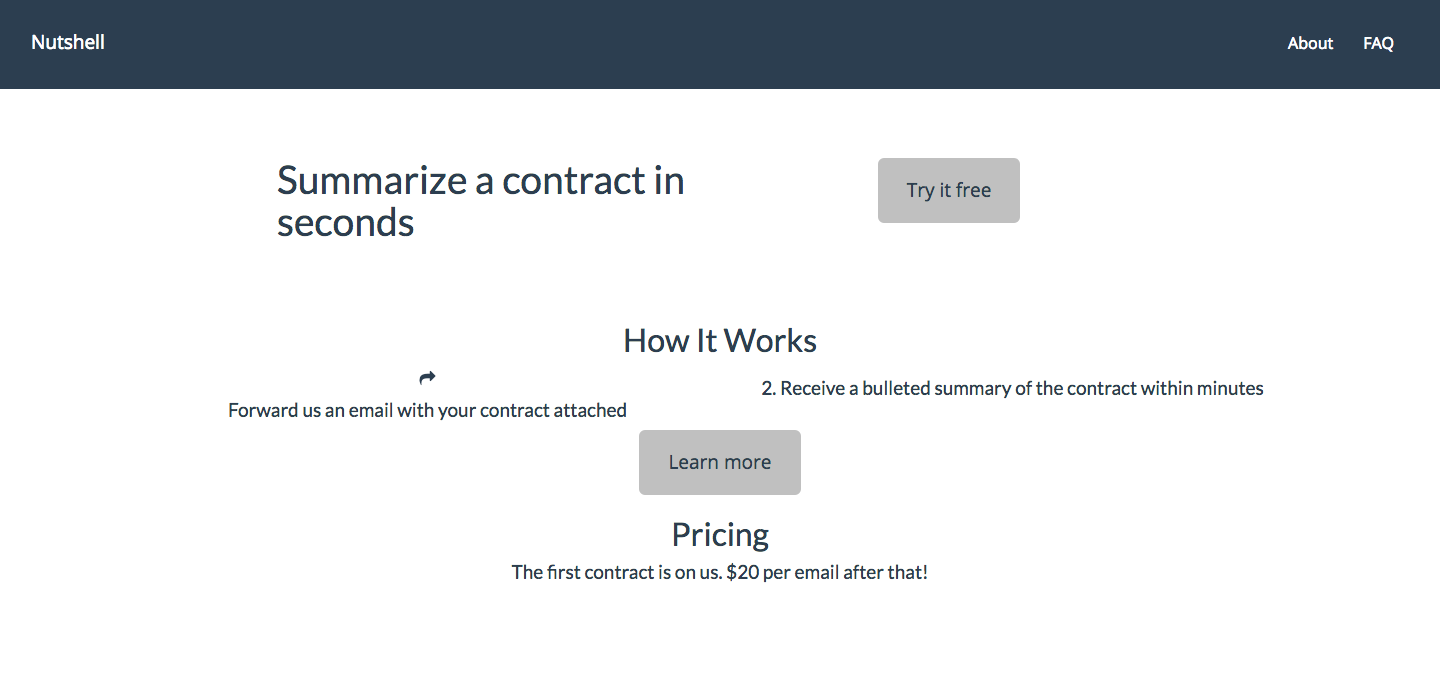 Nutshell
About
FAQ
Summarize a contract in
seconds
Try it free
How It Works
Forward us an email with your contract attached
2. Receive a bulleted summary of the contract within minutes
Learn more
Pricing
The first contract is on us. $20 per email after that!